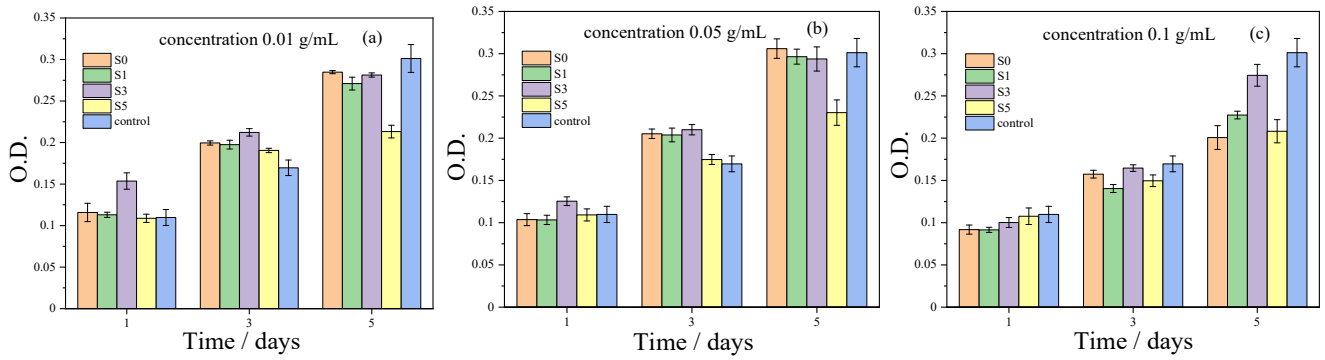 0.35
0.3
0.25
0.2
0.15
0.1
0.05
0
O.D.
concentration 0.01 g/mL
(a)
S0
S1
S3
S5
control
1
3
5
Time / days
0.35
0.3
0.25
0.2
0.15
0.1
0.05
0
O.D.
concentration 0.05 g/mL
(b)
S0
S1
S3
S5
control
1
3
5
Time / days
0.35
0.3
0.25
0.2
0.15
0.1
0.05
0
O.D.
concentration 0.1 g/mL
(c)
S0
S1
S3
S5
control
1
3
5
Time / days